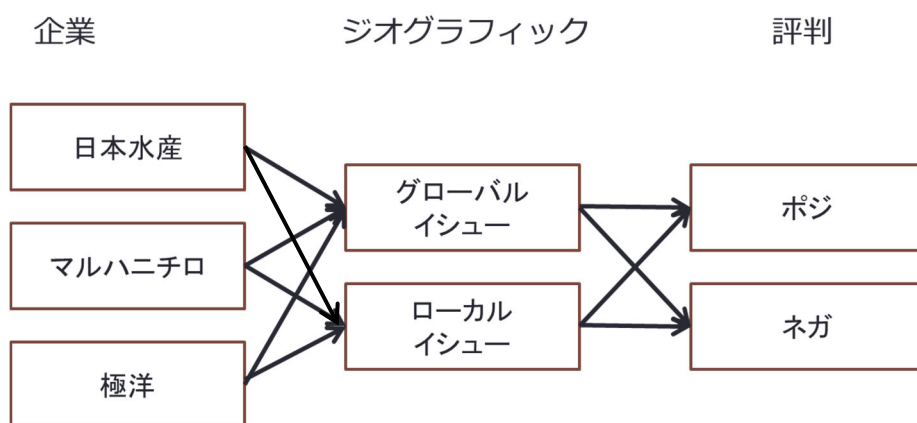 企業
ジオグラフィック
評判
日本水産
マルハニチロ
極洋
グローバル
イシュー
ローカル
イシュー
ポジ
ネガ